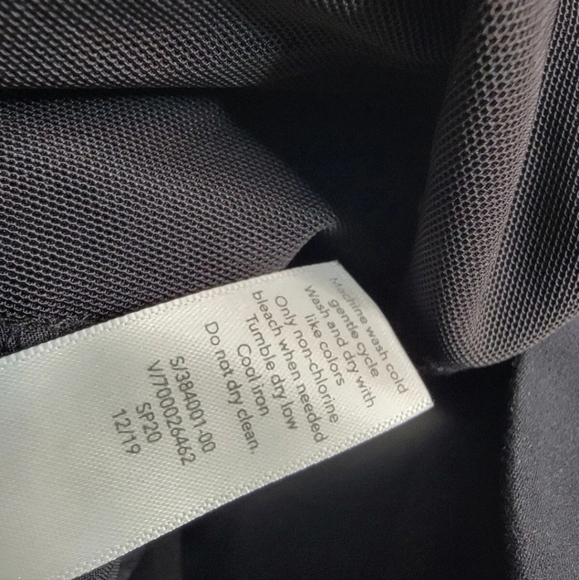 Machine wash cold
gentle cycle
Wash and dry with
like colors
Only non-chlorine
bleach when needed
Tumble dry low
Cool iron
Do not dry clean.
S/384001-00
V/700026462
SP20
12/19